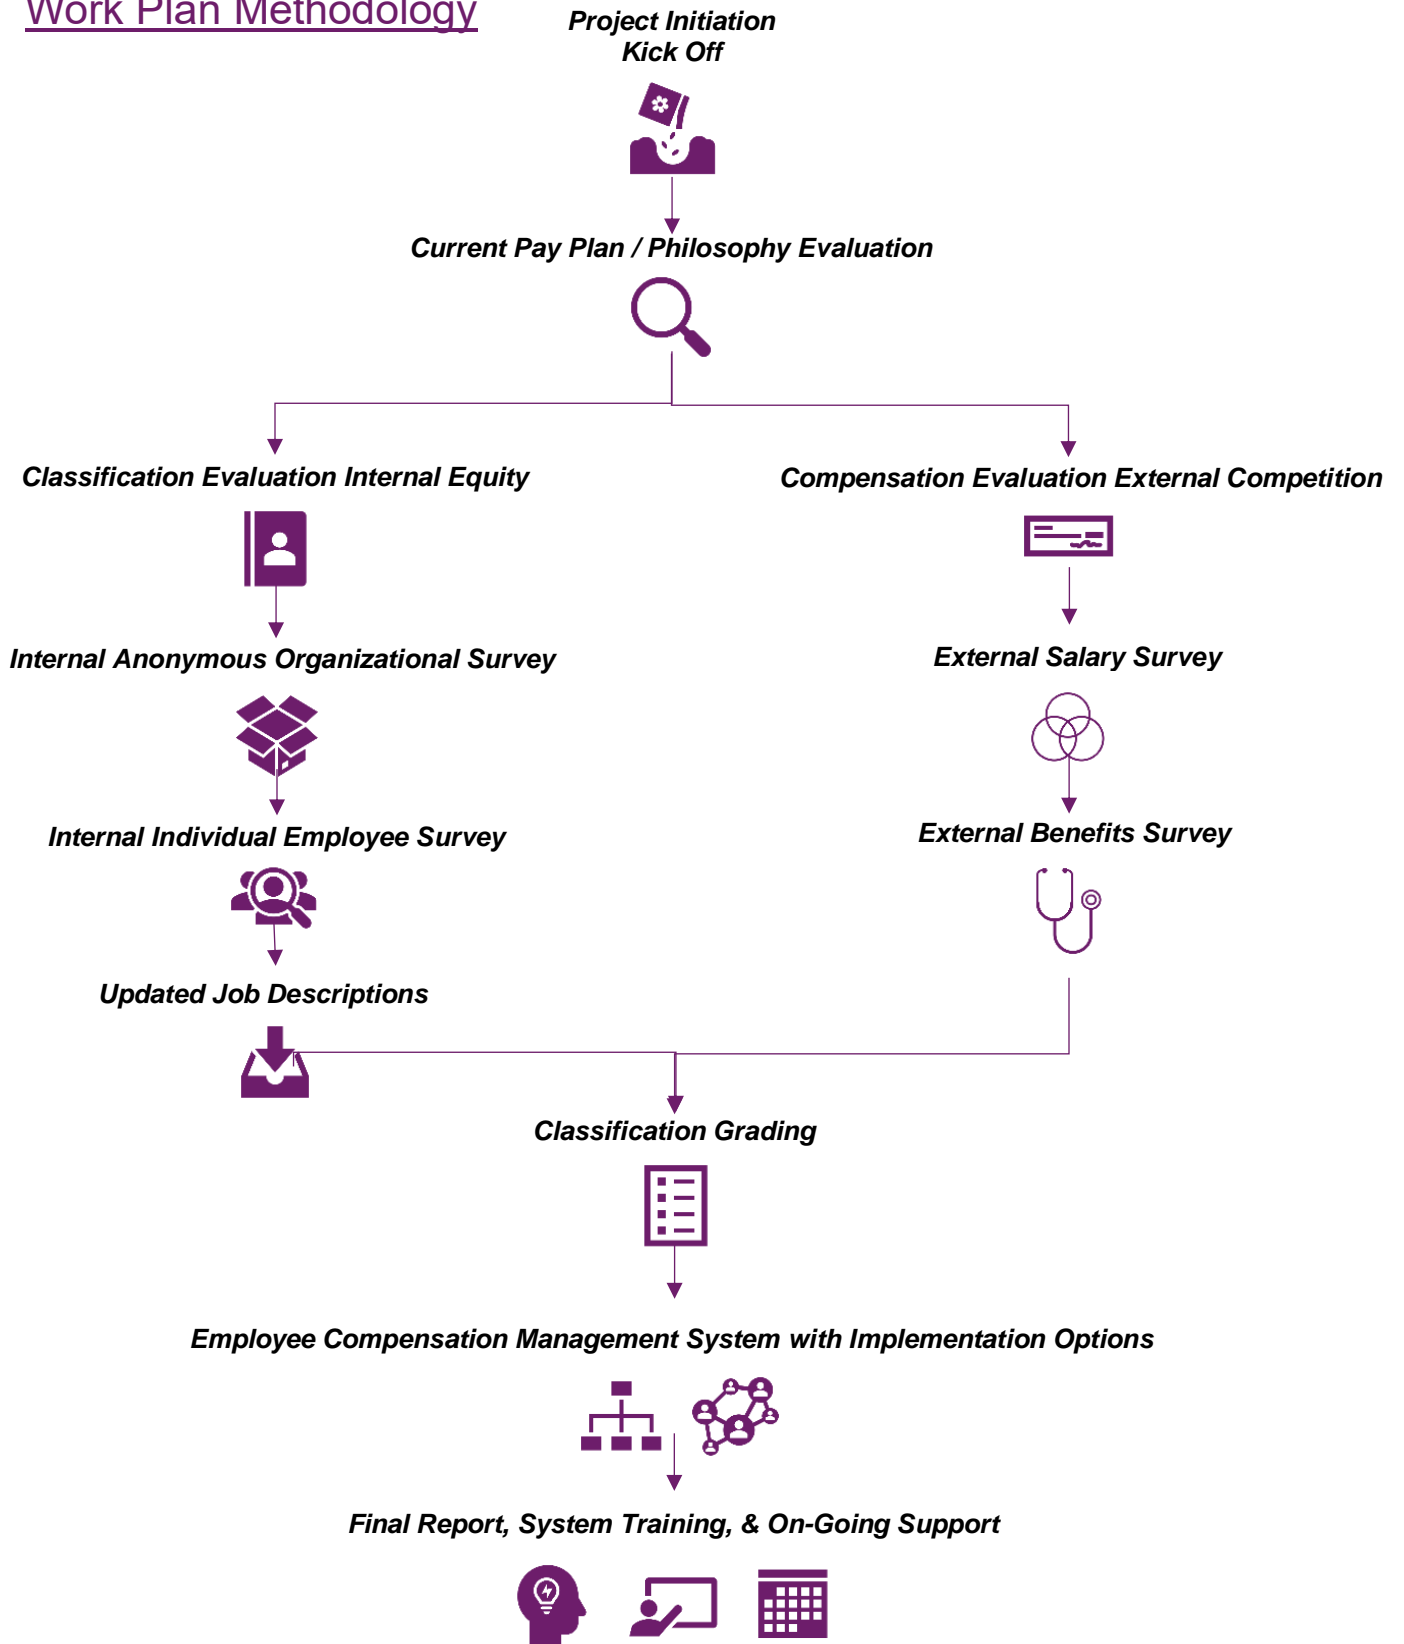 Work Plan Methodology
Project Initiation
Kick Off
Current Pay Plan / Philosophy Evaluation
Classification Evaluation Internal Equity
Compensation Evaluation External Competition
Internal Anonymous Organizational Survey
External Salary Survey
Internal Individual Employee Survey
External Benefits Survey
Updated Job Descriptions
Classification Grading
Employee Compensation Management System with Implementation Options
Final Report, System Training, & On-Going Support